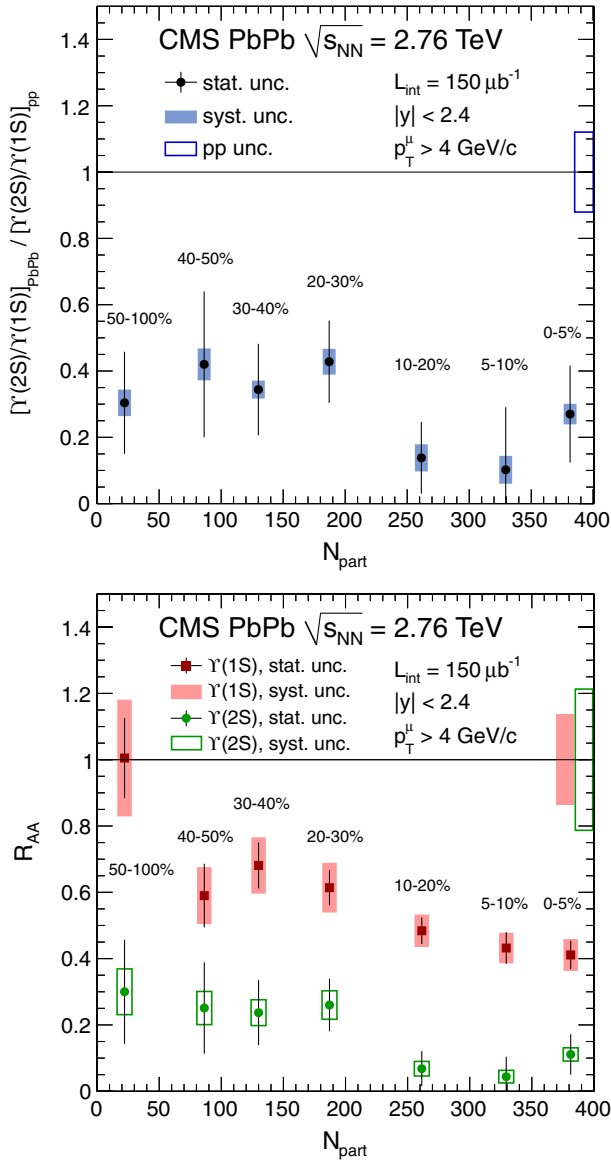 CMS PbPb √sNN = 2.76 TeV
stat. unc.
syst. unc.
pp unc.
Lint = 150 μb-1
|y| < 2.4
pTμ > 4 GeV/c
[ϒ(2S)/ϒ(1S)]PbPb / [ϒ(2S)/ϒ(1S)]pp
1.4
1.2
1
0.8
0.6
0.4
0.2
0
50-100%
40-50%
30-40%
20-30%
10-20%
5-10%
0-5%
0 50 100 150 200 250 300 350 400
Npart
CMS PbPb √sNN = 2.76 TeV
ϒ(1S), stat. unc.
ϒ(1S), syst. unc.
ϒ(2S), stat. unc.
ϒ(2S), syst. unc.
Lint = 150 μb-1
|y| < 2.4
pTμ > 4 GeV/c
RAA
1.4
1.2
1
0.8
0.6
0.4
0.2
0
50-100%
40-50%
30-40%
20-30%
10-20%
5-10%
0-5%
0 50 100 150 200 250 300 350 400
Npart